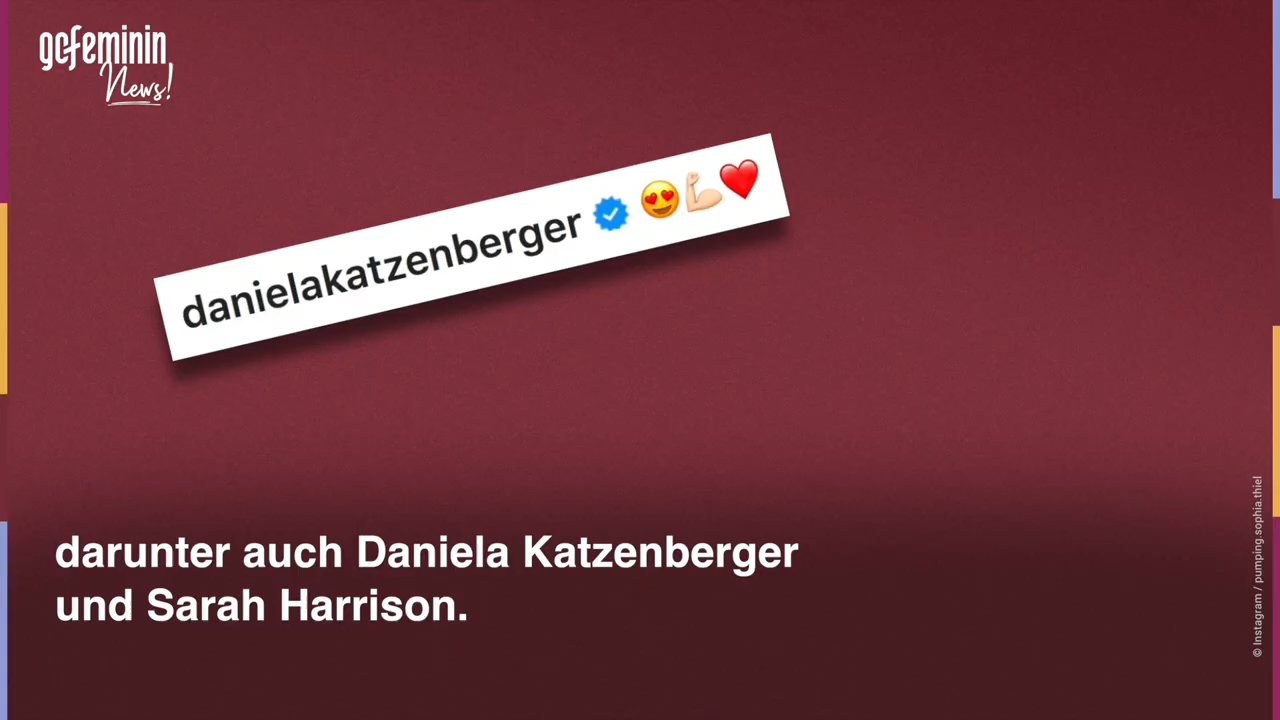 gofeminin
News!
danielakatzenberger 😍💪🏻❤️
darunter auch Daniela Katzenberger
und Sarah Harrison.
© Instagram / pumping.sophia.thiel